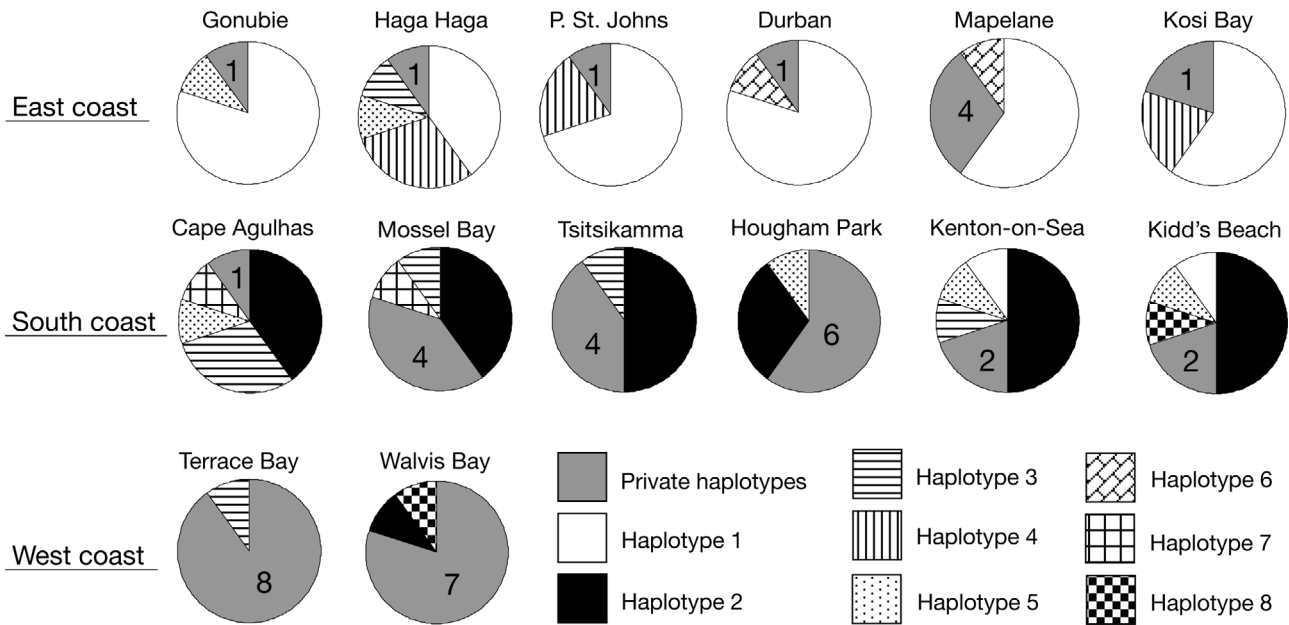 Gonubie
Haga Haga
P. St. Johns
Durban
Mapelane
Kosi Bay
East coast
1
1
1
1
4
1
Cape Agulhas
Mossel Bay
Tsitsikamma
Hougham Park
Kenton-on-Sea
Kidd's Beach
South coast
1
4
4
6
2
2
Terrace Bay
Walvis Bay
West coast
8
7
Private haplotypes
Haplotype 1
Haplotype 2
Haplotype 3
Haplotype 4
Haplotype 5
Haplotype 6
Haplotype 7
Haplotype 8